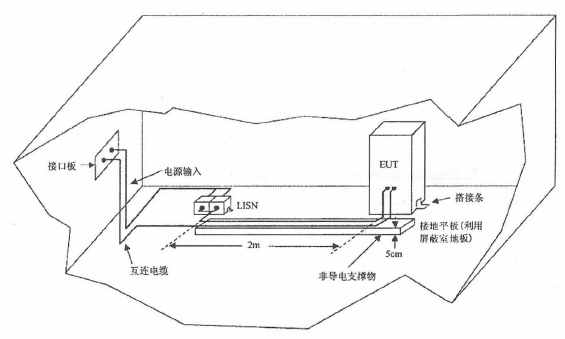 接口板
电源输入
LISN
EUT
搭接条
接地平板(利用
屏蔽室地板)
2m
5cm
互连电缆
非导电支撑物